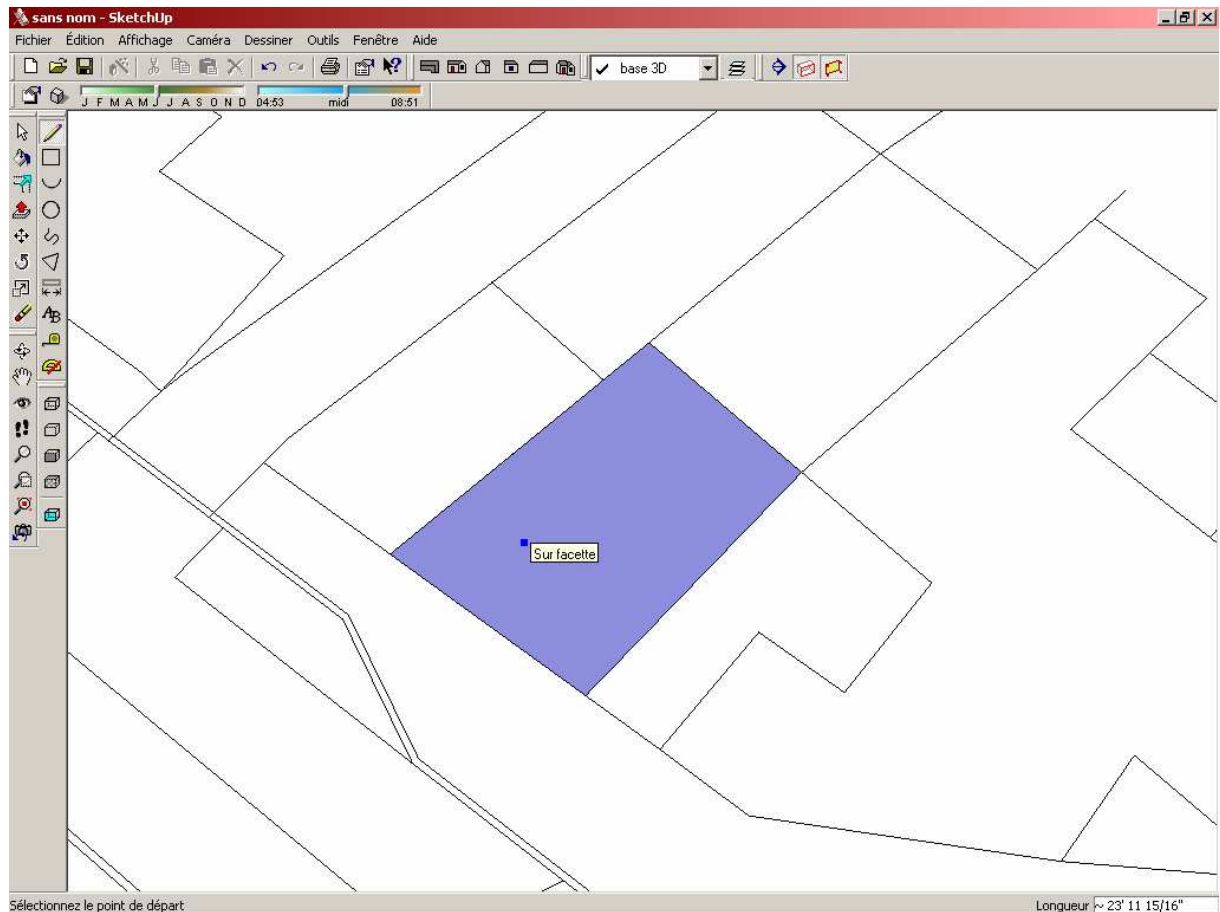 sans nom - SketchUp
Fichier Édition Affichage Caméra Dessiner Outils Fenêtre Aide
base 3D
J F M A M J J A S O N D 04:53 midi 08:51
Sur facette
Sélectionnez le point de départ
Longueur ~ 23' 11 15/16"